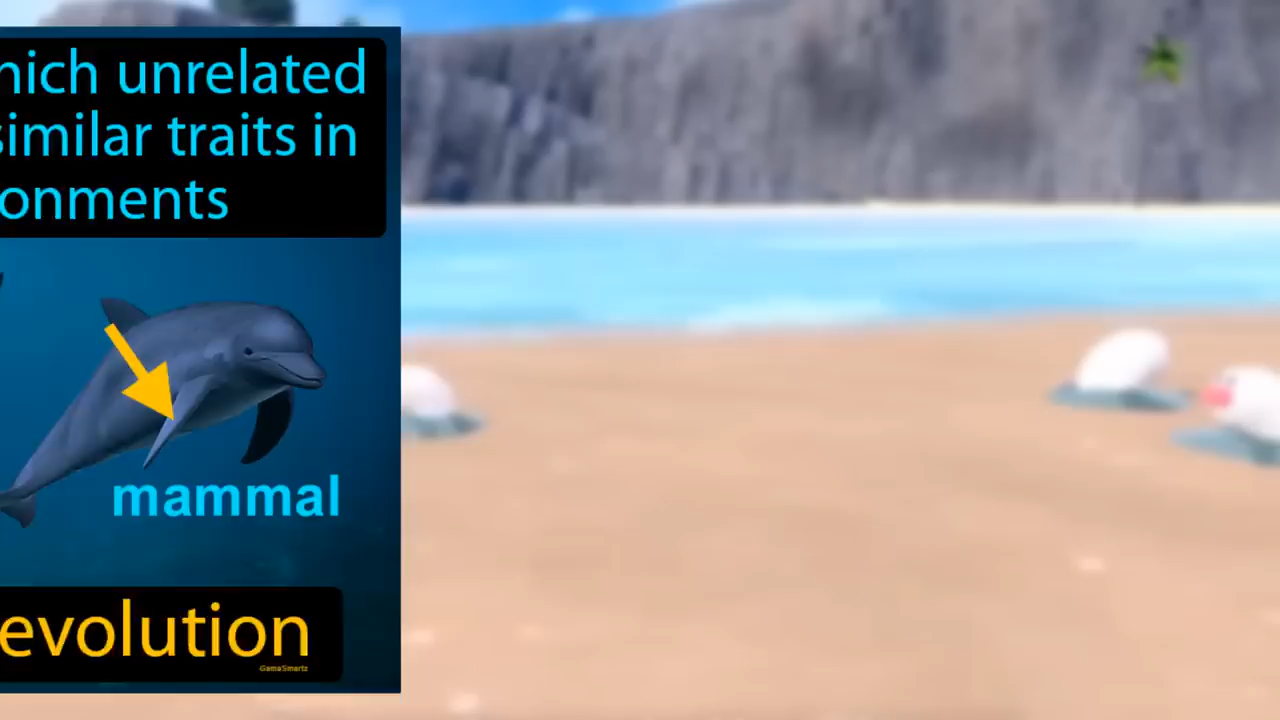 hich unrelated
similar traits in
onments
mammal
evolution
GameSmartz